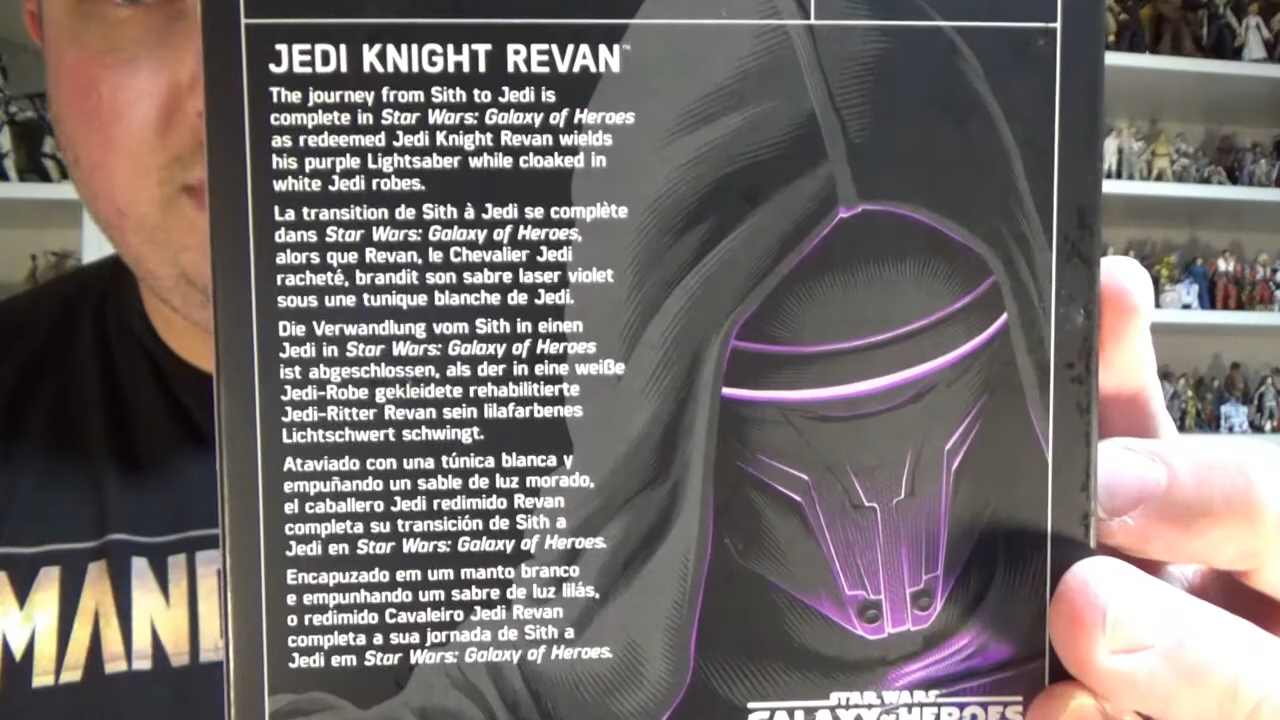 JEDI KNIGHT REVAN™
The journey from Sith to Jedi is
complete in Star Wars: Galaxy of Heroes
as redeemed Jedi Knight Revan wields
his purple Lightsaber while cloaked in
white Jedi robes.
La transition de Sith à Jedi se complète
dans Star Wars: Galaxy of Heroes,
alors que Revan, le Chevalier Jedi
racheté, brandit son sabre laser violet
sous une tunique blanche de Jedi.
Die Verwandlung vom Sith in einen
Jedi in Star Wars: Galaxy of Heroes
ist abgeschlossen, als der in eine weiße
Jedi-Robe gekleidete rehabilitierte
Jedi-Ritter Revan sein lilafarbenes
Lichtschwert schwingt.
Ataviado con una túnica blanca y
empuñando un sable de luz morado,
el caballero Jedi redimido Revan
completa su transición de Sith a
Jedi en Star Wars: Galaxy of Heroes.
Encapuzado em um manto branco
e empunhando um sabre de luz lilás,
o redimido Cavaleiro Jedi Revan
completa a sua jornada de Sith a
Jedi em Star Wars: Galaxy of Heroes.
STAR WARS
GALAXY OF HEROES
MAND